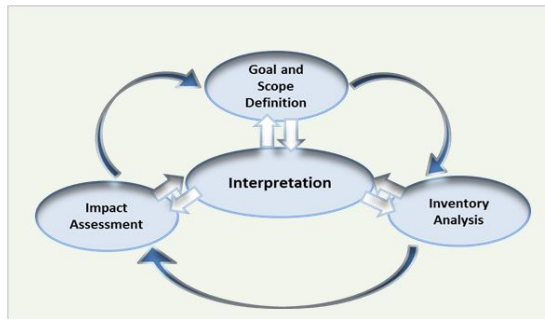 Goal and
Scope
Definition
Interpretation
Impact
Assessment
Inventory
Analysis